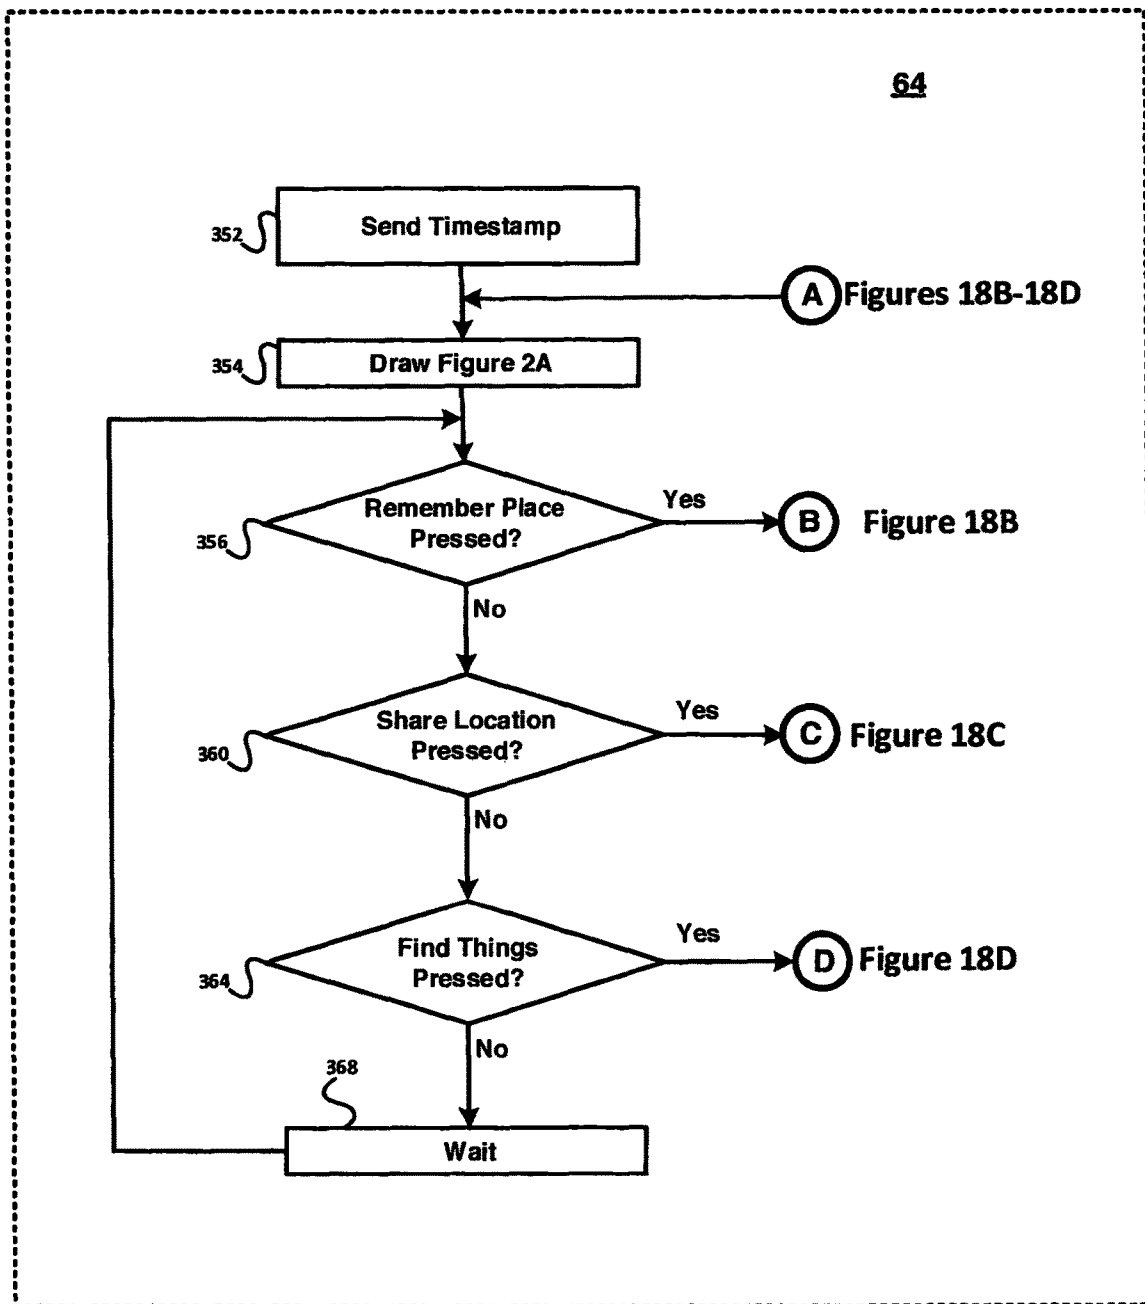 64
Send Timestamp
352
A Figures 18B-18D
354
Draw Figure 2A
Remember Place
Pressed?
Yes
B Figure 18B
356
No
Share Location
Pressed?
Yes
C Figure 18C
360
No
Find Things
Pressed?
Yes
D Figure 18D
364
No
368
Wait